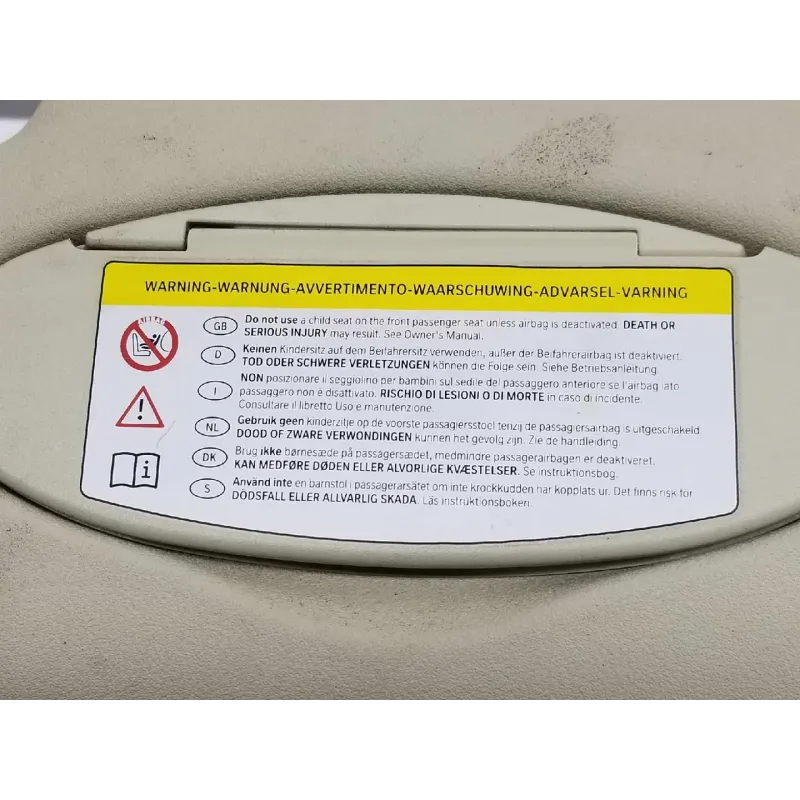 WARNING-WARNUNG-AVVERTIMENTO-WAARSCHUWING-ADVARSEL-VARNING
AIRBAG
GB Do not use a child seat on the front passenger seat unless airbag is deactivated. DEATH OR
SERIOUS INJURY may result. See Owner's Manual.
D Keinen Kindersitz auf dem Beifahrersitz verwenden, außer der Beifahrerairbag ist deaktiviert.
TOD ODER SCHWERE VERLETZUNGEN können die Folge sein. Siehe Betriebsanleitung.
I NON posizionare il seggiolino per bambini sul sedile del passaggero anteriore se l'airbag lato
passaggero non è disattivato. RISCHIO DI LESIONI O DI MORTE in caso di incidente.
Consultare il libretto Uso e manutenzione.
NL Gebruik geen kinderzitje op de voorste passagiersstoel tenzij de passagiersairbag is uitgeschakeld.
DOOD OF ZWARE VERWONDINGEN kunnen het gevolg zijn. Zie de handleiding.
DK Brug ikke børnesæde på passagersædet, medmindre passagerairbagen er deaktiveret.
KAN MEDFØRE DØDEN ELLER ALVORLIGE KVÆSTELSER. Se instruktionsbog.
S Använd inte en barnstol i passagerarsätet om inte krockkudden har kopplats ur. Det finns risk for
DÖDSFALL ELLER ALLVARLIG SKADA. Läs instruktionsboken.